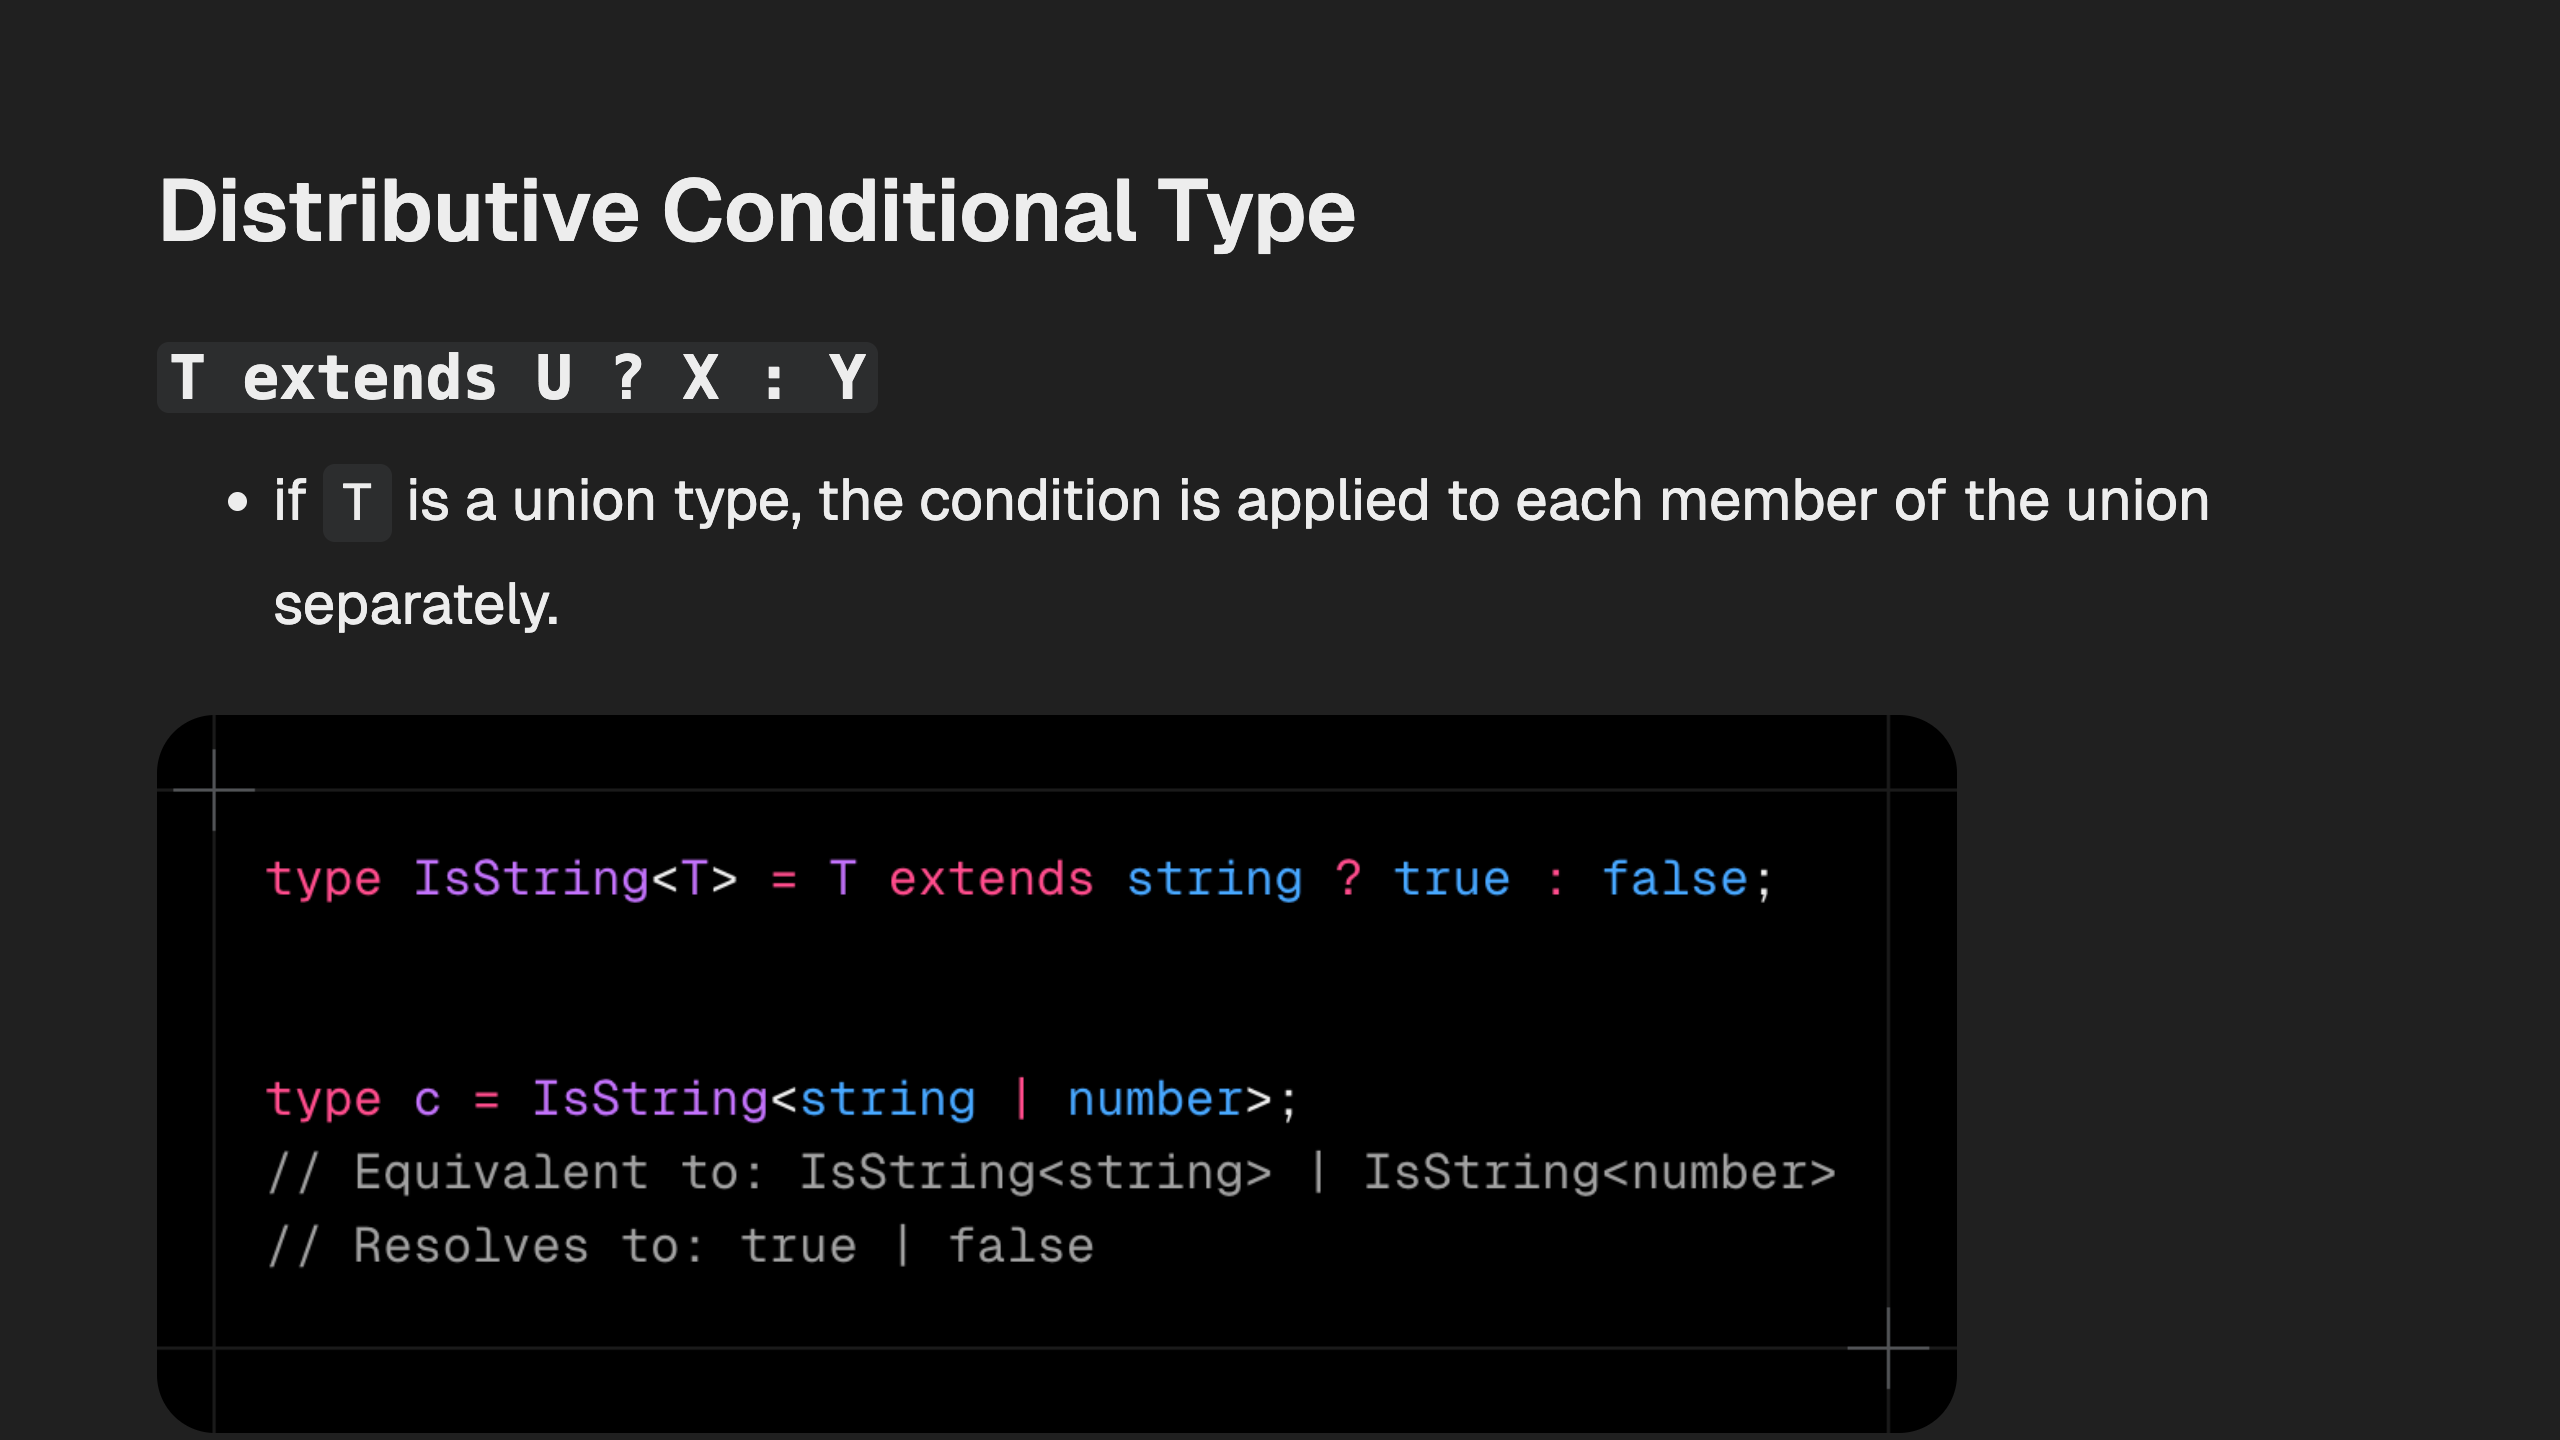 Distributive Conditional Type
T extends U ? X : Y
• if T is a union type, the condition is applied to each member of the union
separately.
type IsString<T> = T extends string ? true : false;
type c = IsString<string | number>;
// Equivalent to: IsString<string> | IsString<number>
// Resolves to: true | false